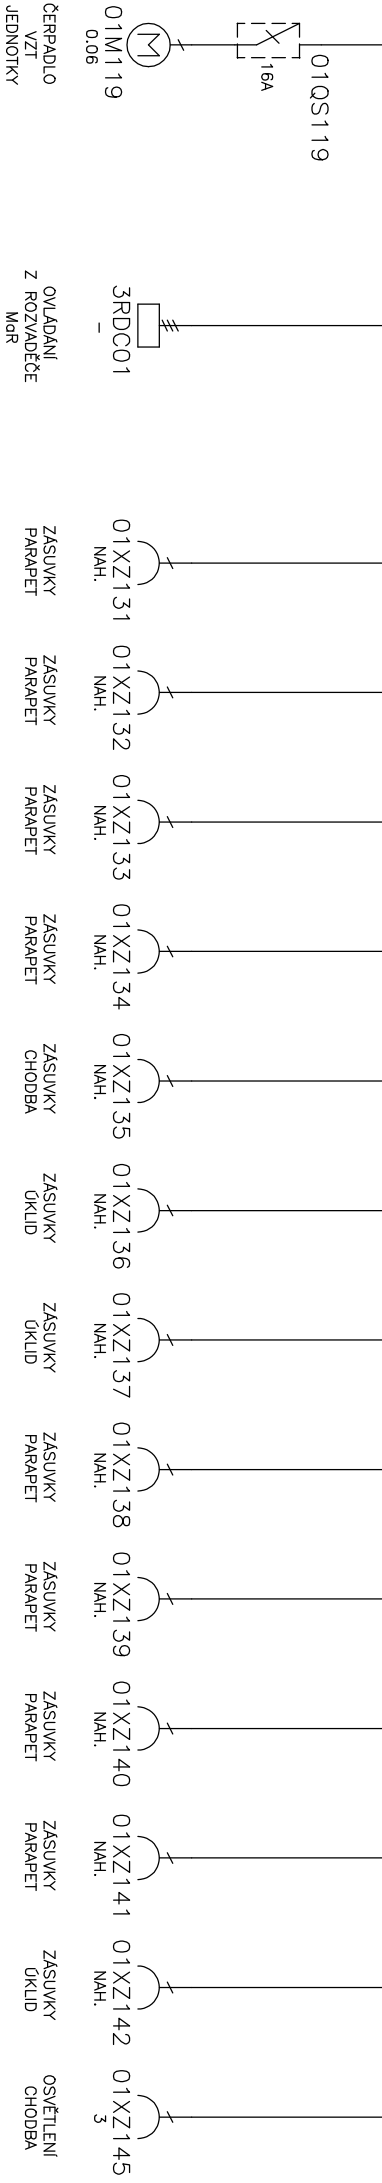 01QS119
16A
01M119
M
0.06
ČERPADLO
VZT
JEDNOTKY
3RDC01
-
OVLÁDÁNÍ
Z ROZVADĚČE
MaR
01XZ131
NAH.
ZÁSUVKY
PARAPET
01XZ132
NAH.
ZÁSUVKY
PARAPET
01XZ133
NAH.
ZÁSUVKY
PARAPET
01XZ134
NAH.
ZÁSUVKY
PARAPET
01XZ135
NAH.
ZÁSUVKY
CHODBA
01XZ136
NAH.
ZÁSUVKY
ÚKLID
01XZ137
NAH.
ZÁSUVKY
ÚKLID
01XZ138
NAH.
ZÁSUVKY
PARAPET
01XZ139
NAH.
ZÁSUVKY
PARAPET
01XZ140
NAH.
ZÁSUVKY
PARAPET
01XZ141
NAH.
ZÁSUVKY
PARAPET
01XZ142
NAH.
ZÁSUVKY
ÚKLID
01XZ145
3
OSVĚTLENÍ
CHODBA